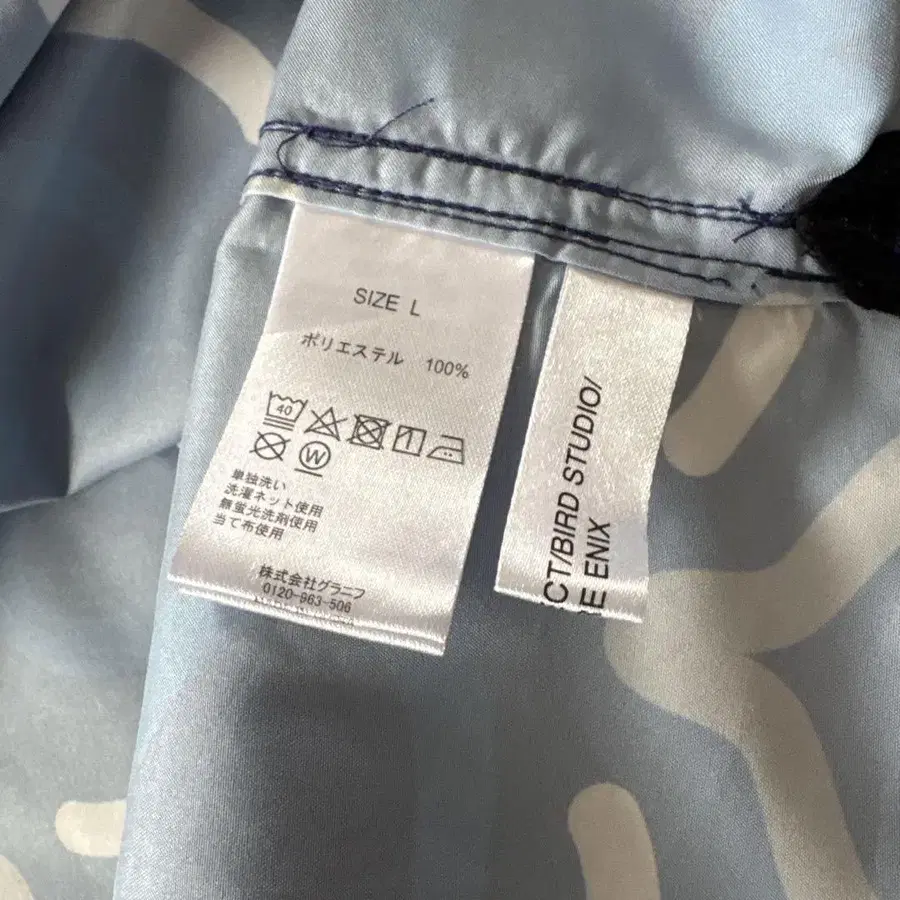 SIZE L
ポリエステル 100%
40
W
単独洗い
洗濯ネット使用
無蛍光洗剤使用
当て布使用
株式会社グラニフ
0120-963-506
CT/BIRD STUDIO/
E ENIX